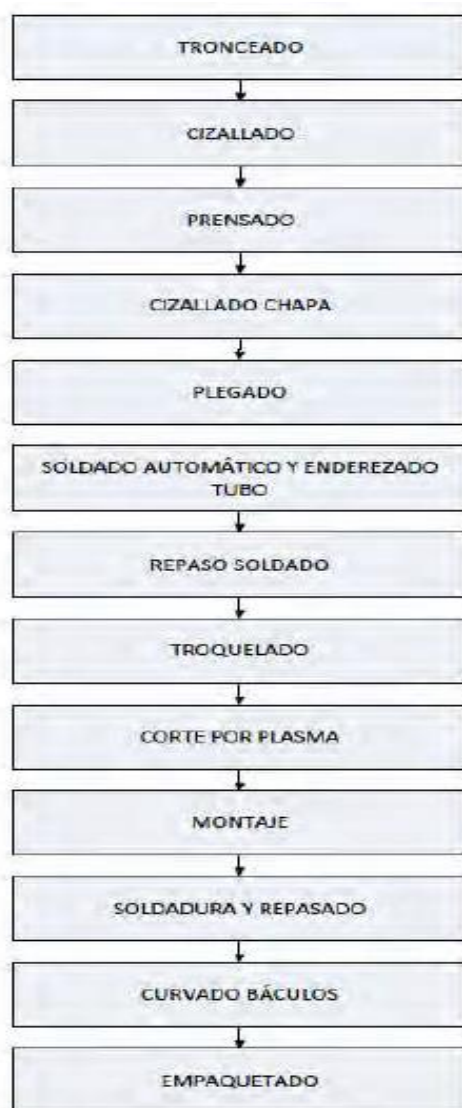 TRONCEADO
CIZALLADO
PRENSADO
CIZALLADO CHAPA
PLEGADO
SOLDADO AUTOMÁTICO Y ENDEREZADO
TUBO
REPASO SOLDADO
TROQUELADO
CORTE POR PLASMA
MONTAJE
SOLDADURA Y REPASADO
CURVADO BÁCULOS
EMPAQUETADO